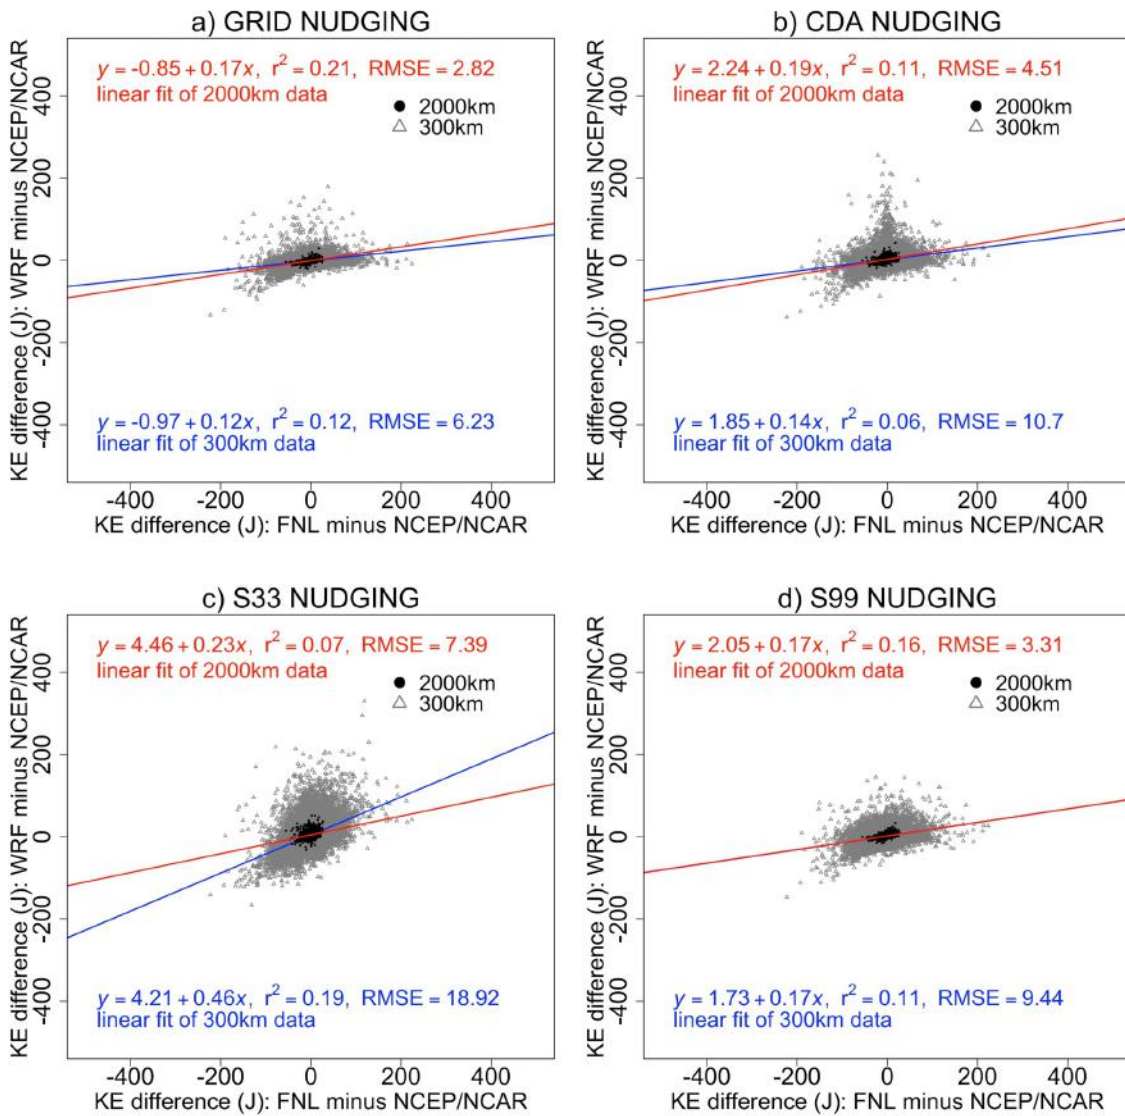 a) GRID NUDGING
y = -0.85 + 0.17x, r² = 0.21, RMSE = 2.82
linear fit of 2000km data
2000km
300km
KE difference (J): WRF minus NCEP/NCAR
400
200
0
-200
-400
y = -0.97 + 0.12x, r² = 0.12, RMSE = 6.23
linear fit of 300km data
-400 -200 0 200 400
KE difference (J): FNL minus NCEP/NCAR
b) CDA NUDGING
y = 2.24 + 0.19x, r² = 0.11, RMSE = 4.51
linear fit of 2000km data
2000km
300km
KE difference (J): WRF minus NCEP/NCAR
400
200
0
-200
-400
y = 1.85 + 0.14x, r² = 0.06, RMSE = 10.7
linear fit of 300km data
-400 -200 0 200 400
KE difference (J): FNL minus NCEP/NCAR
c) S33 NUDGING
y = 4.46 + 0.23x, r² = 0.07, RMSE = 7.39
linear fit of 2000km data
2000km
300km
KE difference (J): WRF minus NCEP/NCAR
400
200
0
-200
-400
y = 4.21 + 0.46x, r² = 0.19, RMSE = 18.92
linear fit of 300km data
-400 -200 0 200 400
KE difference (J): FNL minus NCEP/NCAR
d) S99 NUDGING
y = 2.05 + 0.17x, r² = 0.16, RMSE = 3.31
linear fit of 2000km data
2000km
300km
KE difference (J): WRF minus NCEP/NCAR
400
200
0
-200
-400
y = 1.73 + 0.17x, r² = 0.11, RMSE = 9.44
linear fit of 300km data
-400 -200 0 200 400
KE difference (J): FNL minus NCEP/NCAR